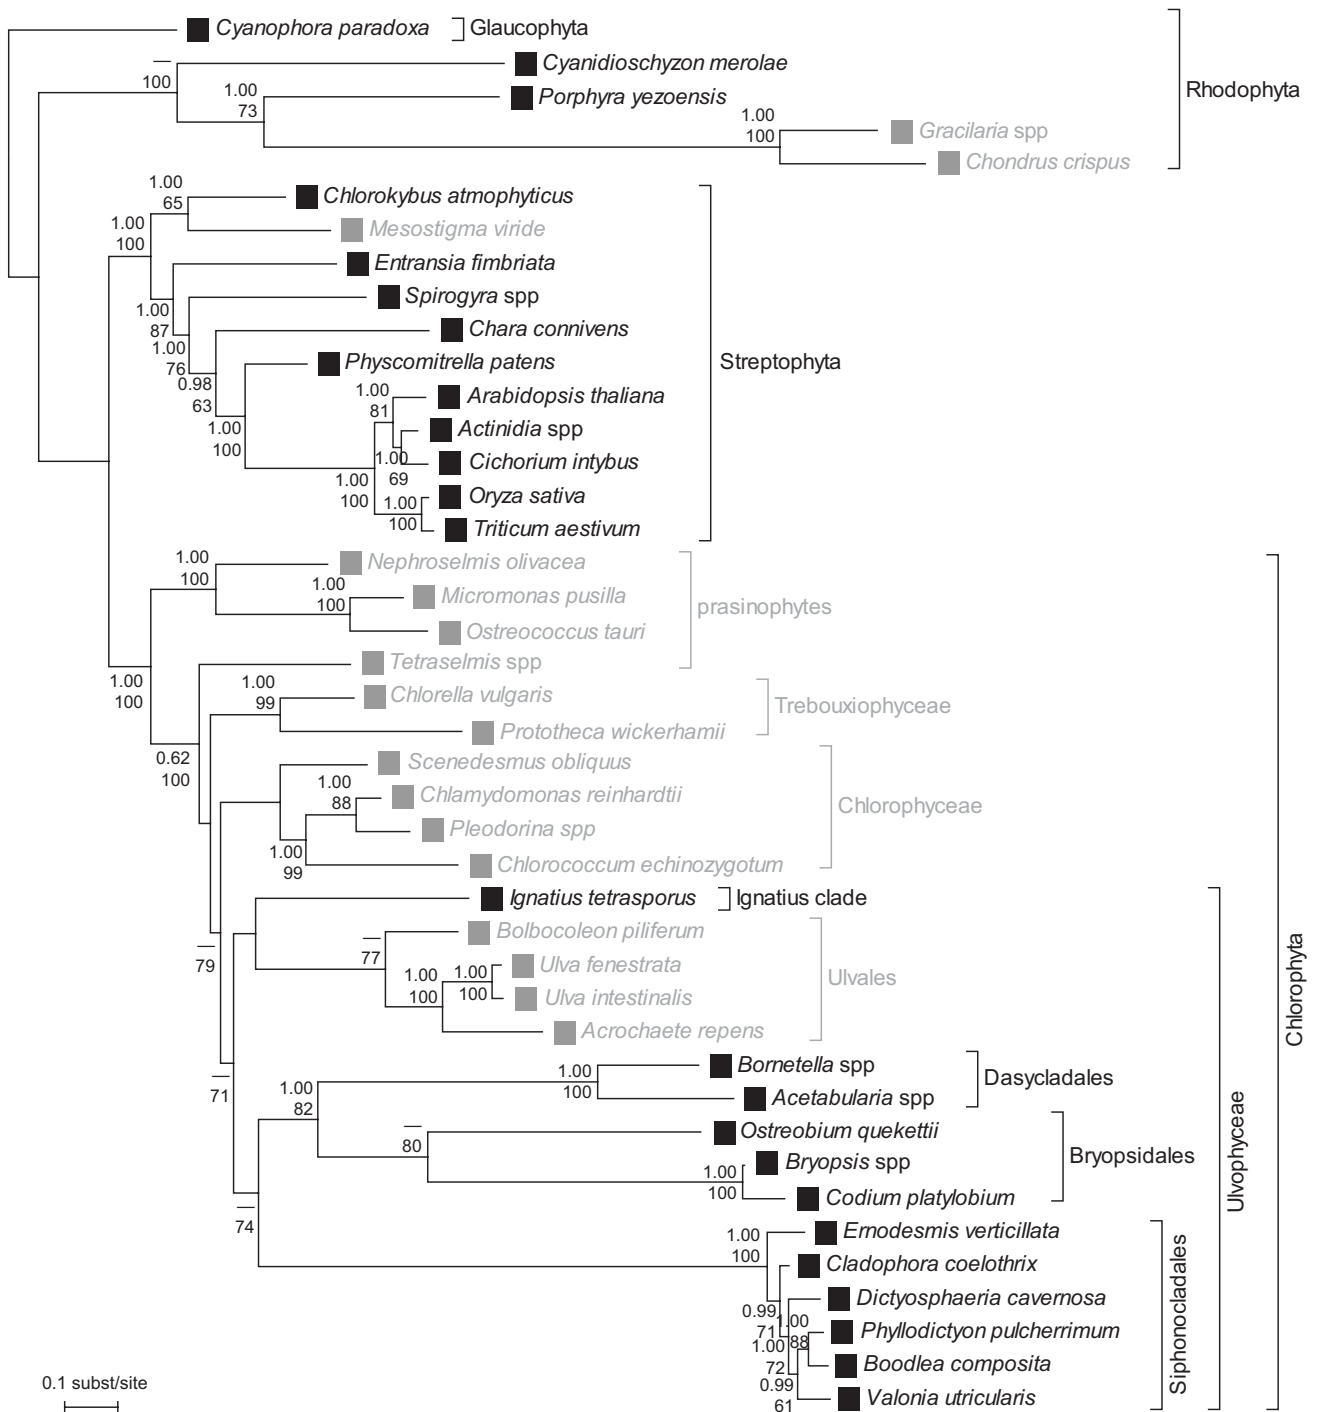 Cyanophora paradoxa
Glaucophyta
—
100
Cyanidioschyzon merolae
1.00
73
Porphyra yezoensis
Rhodophyta
1.00
100
Gracilaria spp
Chondrus crispus
1.00
65
Chlorokybus atmophyticus
1.00
100
Mesostigma viride
Entransia fimbriata
1.00
87
Spirogyra spp
1.00
76
Chara connivens
Streptophyta
0.98
63
Physcomitrella patens
1.00
81
Arabidopsis thaliana
1.00
100
Actinidia spp
1.00
69
Cichorium intybus
1.00
100
Oryza sativa
1.00
100
Triticum aestivum
1.00
100
Nephroselmis olivacea
1.00
100
Micromonas pusilla
prasinophytes
Ostreococcus tauri
Tetraselmis spp
1.00
100
1.00
99
Chlorella vulgaris
Trebouxiophyceae
Prototheca wickerhamii
0.62
100
Scenedesmus obliquus
1.00
88
Chlamydomonas reinhardtii
Chlorophyceae
Pleodorina spp
1.00
99
Chlorococcum echinozygotum
Ignatius tetrasporus
Ignatius clade
—
79
—
77
Bolbocoleon piliferum
Ulva fenestrata
1.00
100
1.00
100
Ulvales
Ulva intestinalis
Acrochaete repens
Chlorophyta
—
71
1.00
100
Bornetella spp
Dasycladales
Acetabularia spp
1.00
82
—
80
Ostreobium quekettii
Bryopsidales
Bryopsis spp
1.00
100
Codium platylobium
Ulvophyceae
—
74
1.00
100
Ernodesmis verticillata
Cladophora coelothrix
0.99
71
Dictyosphaeria cavernosa
1.00
88
Phyllodictyon pulcherrimum
Siphonocladales
1.00
72
Boodlea composita
0.99
61
Valonia utricularis
0.1 subst/site